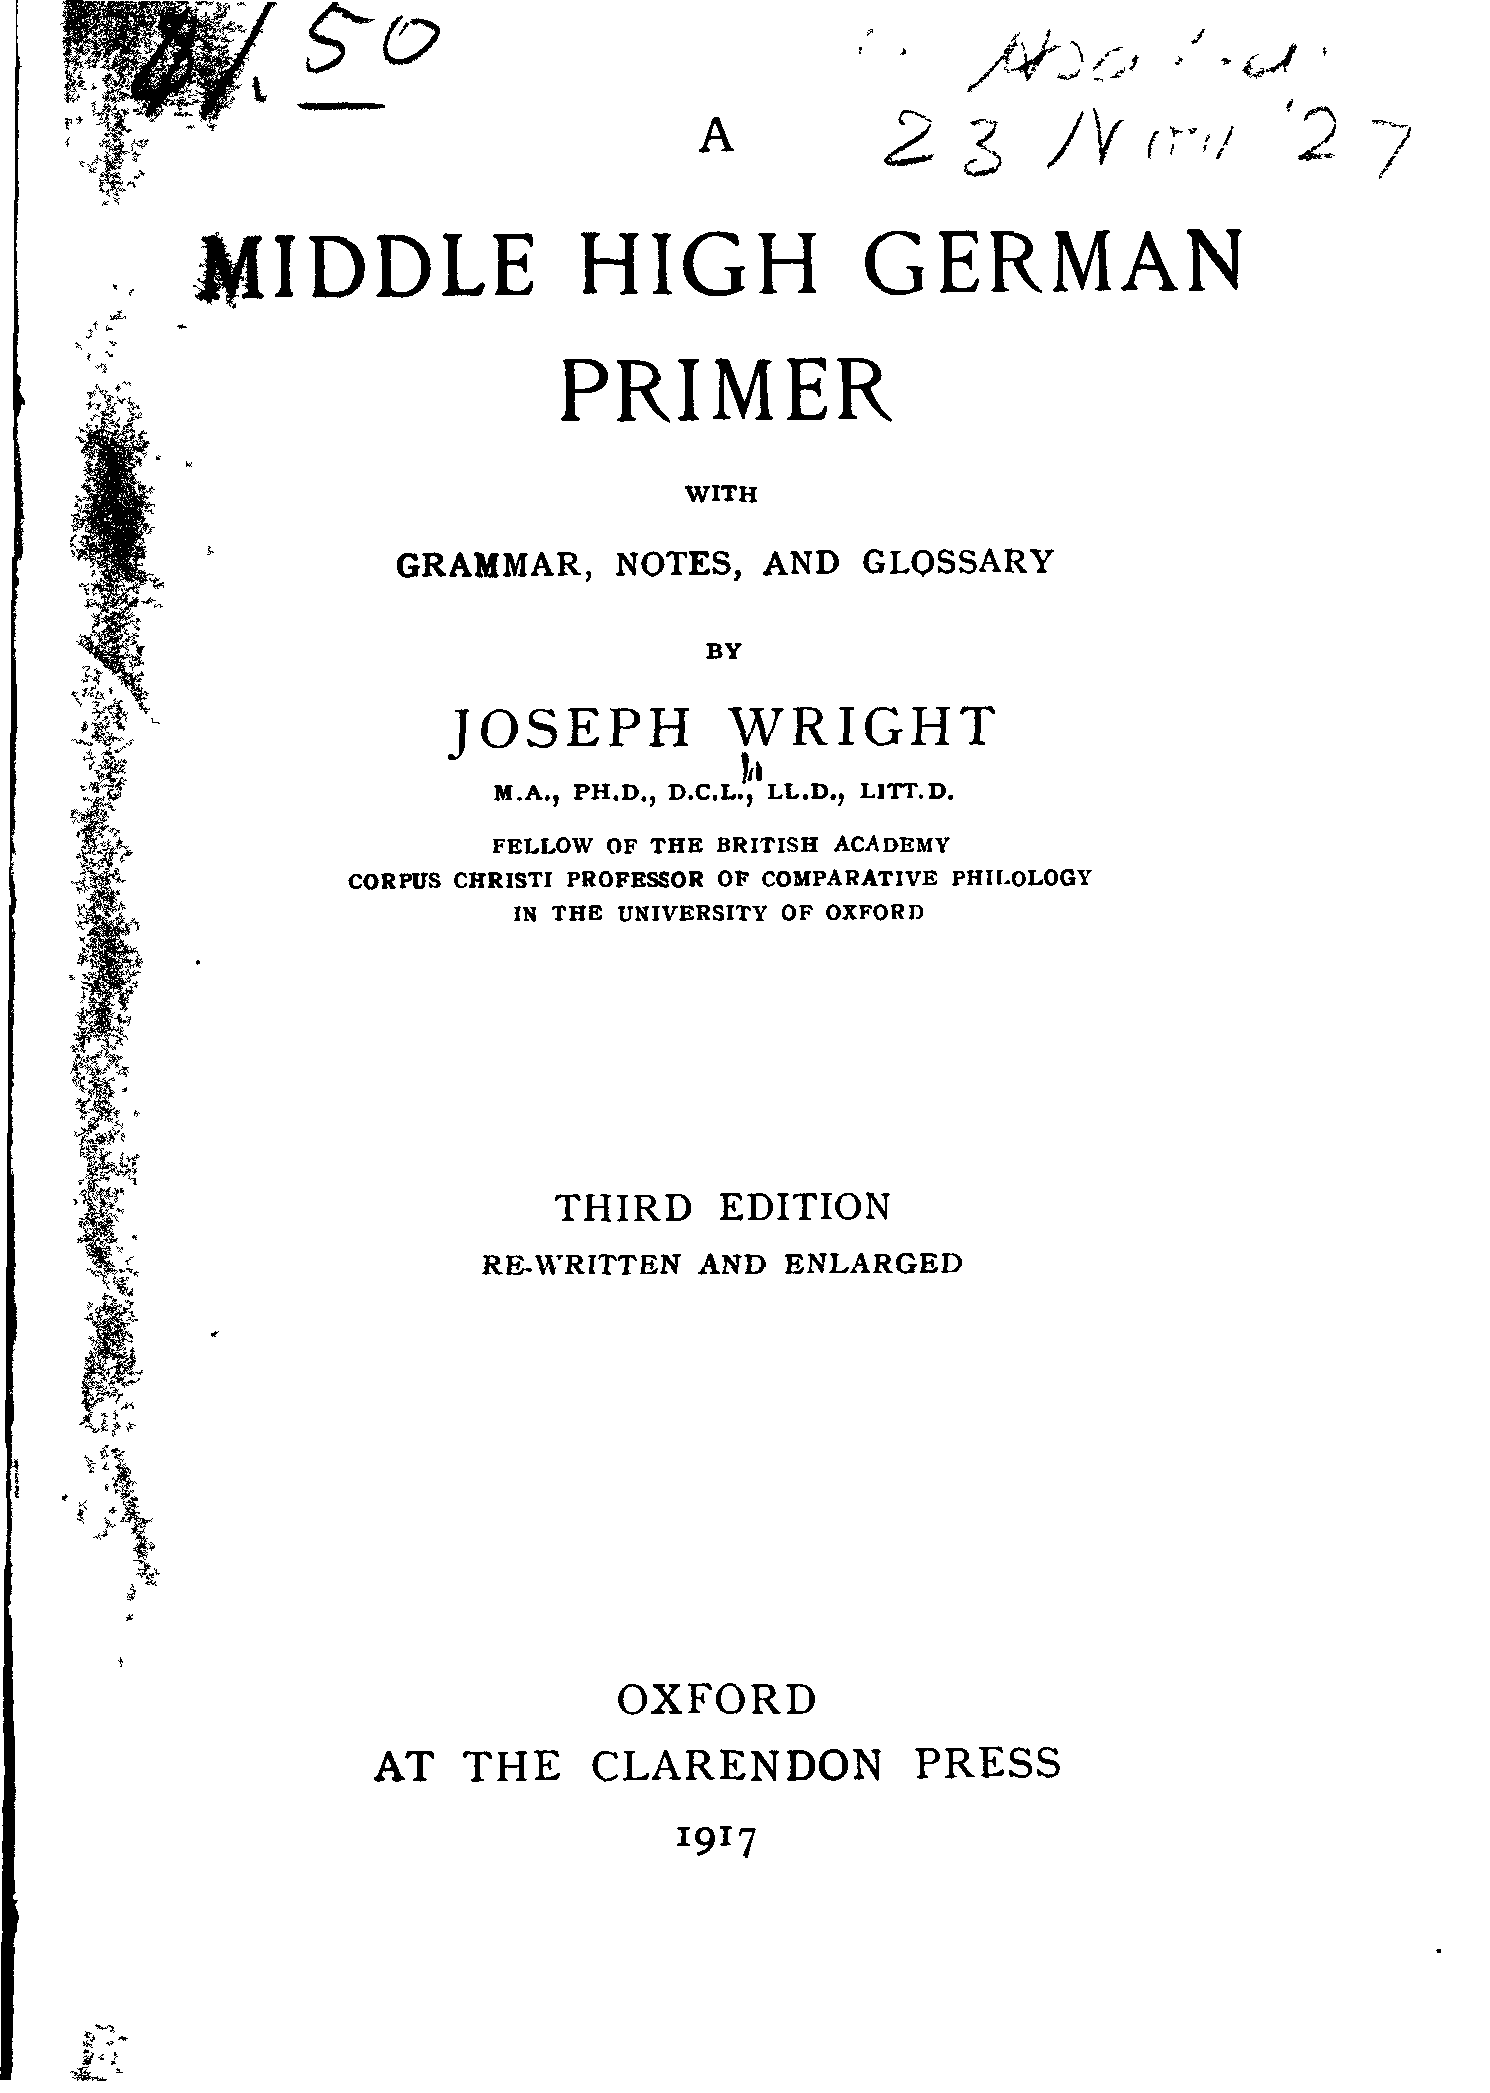 50
23 Nov '27
A
MIDDLE HIGH GERMAN
PRIMER
WITH
GRAMMAR, NOTES, AND GLOSSARY
BY
JOSEPH WRIGHT
M.A., PH.D., D.C.L., LL.D., LITT.D.
FELLOW OF THE BRITISH ACADEMY
CORPUS CHRISTI PROFESSOR OF COMPARATIVE PHILOLOGY
IN THE UNIVERSITY OF OXFORD
THIRD EDITION
RE-WRITTEN AND ENLARGED
OXFORD
AT THE CLARENDON PRESS
1917